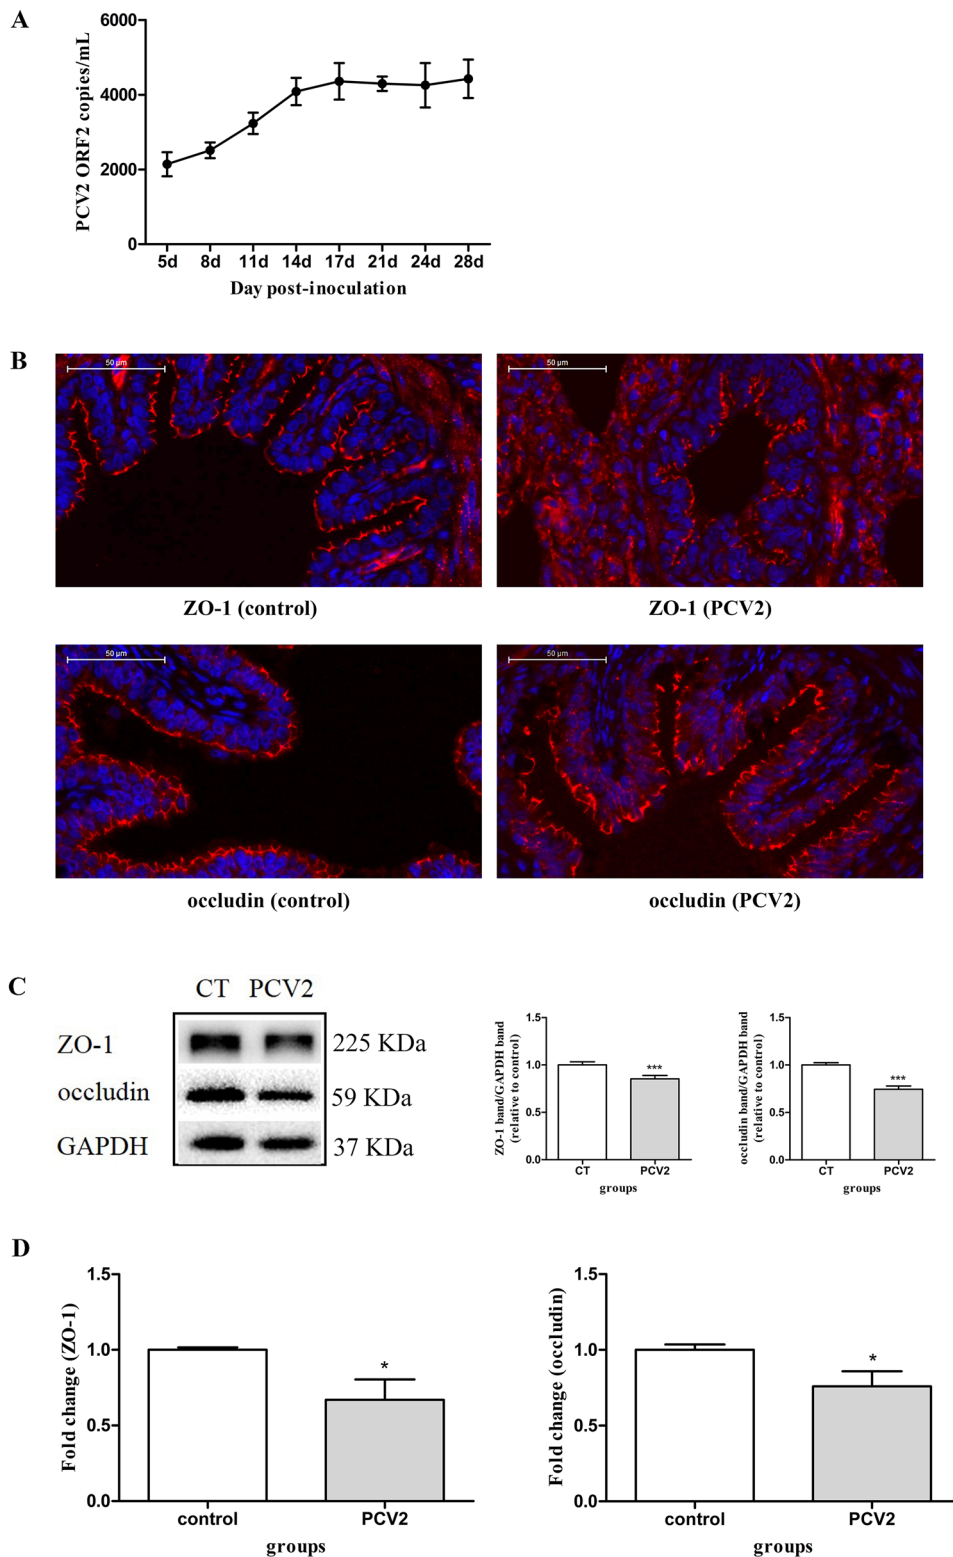 A
PCV2 ORF2 copies/mL
6000
4000
2000
0
5d 8d 11d 14d 17d 21d 24d 28d
Day post-inoculation
B
50 µm
50 µm
ZO-1 (control)
ZO-1 (PCV2)
50 µm
50 µm
occludin (control)
occludin (PCV2)
C
CT PCV2
ZO-1
225 KDa
occludin
59 KDa
GAPDH
37 KDa
ZO-1 band/GAPDH band
(relative to control)
1.5
1.0
0.5
0.0
***
CT PCV2
groups
occludin band/GAPDH band
(relative to control)
1.5
1.0
0.5
0.0
***
CT PCV2
groups
D
Fold change (ZO-1)
1.5
1.0
0.5
0.0
*
control PCV2
groups
Fold change (occludin)
1.5
1.0
0.5
0.0
*
control PCV2
groups